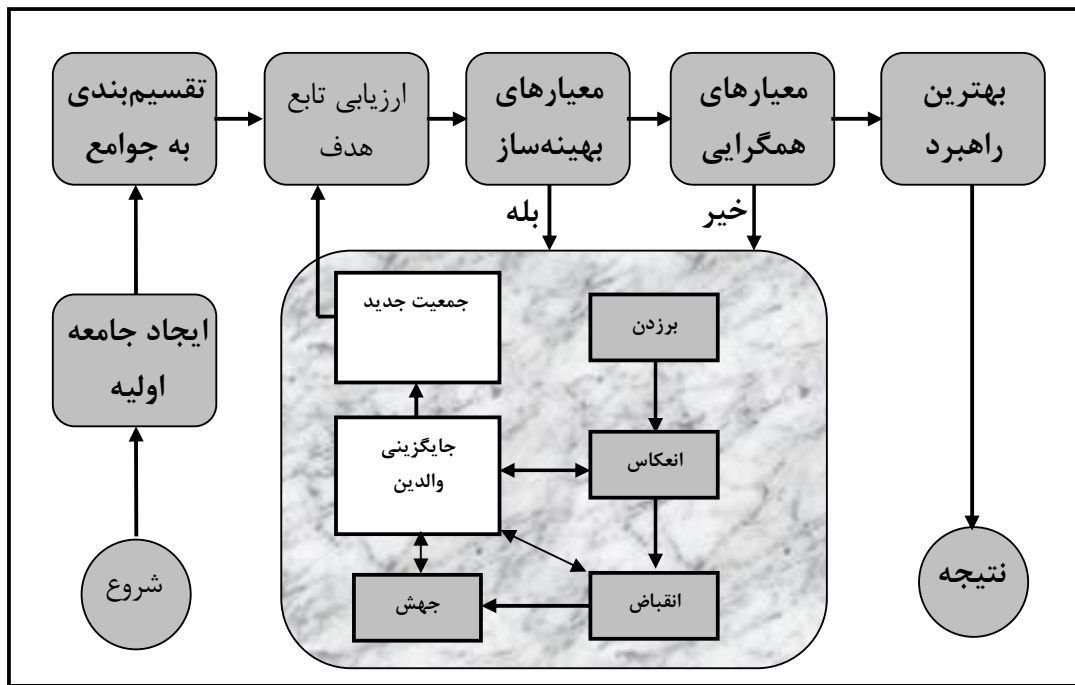 تقسیم‌بندی
به جوامع
ارزیابی تابع
هدف
معیارهای
بهینه‌ساز
معیارهای
همگرایی
بهترین
راهبرد
بله
خیر
ایجاد جامعه
اولیه
جمعیت جدید
برزدن
جایگزینی
والدین
انعکاس
جهش
انقباض
شروع
نتیجه